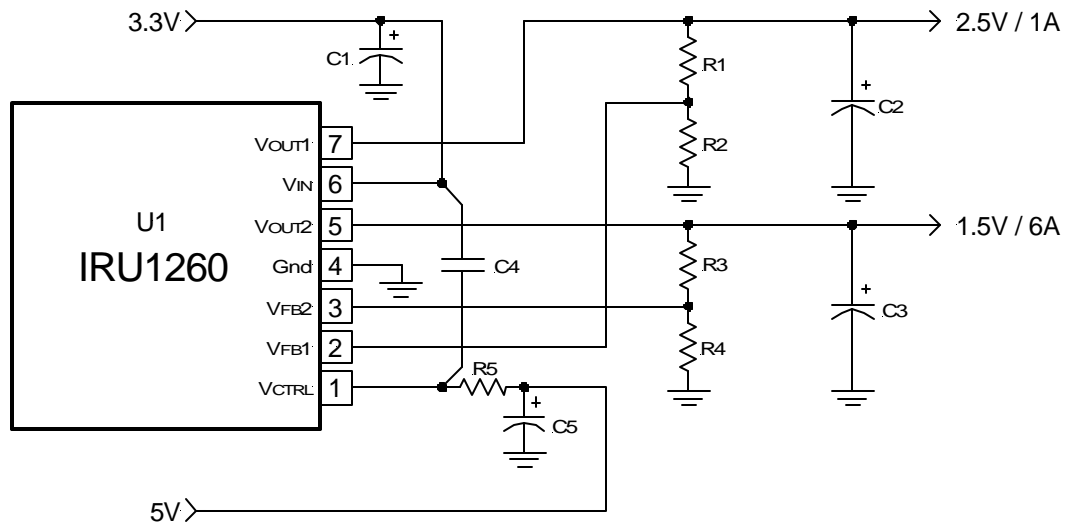 3.3V
+
C1
2.5V / 1A
R1
+
C2
R2
VOUT1 7
VIN 6
VOUT2 5
Gnd 4
VFB2 3
VFB1 2
VCTRL 1
U1
IRU1260
C4
1.5V / 6A
R3
+
C3
R4
R5
+
C5
5V